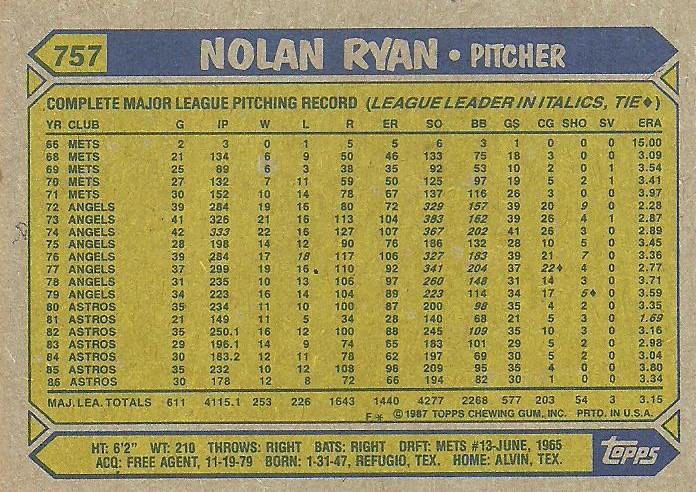 757 NOLAN RYAN • PITCHER
COMPLETE MAJOR LEAGUE PITCHING RECORD (LEAGUE LEADER IN ITALICS, TIE♦)
YR CLUB G IP W L R ER SO BB GS CG SHO SV ERA
66 METS 2 3 0 1 5 5 6 3 1 0 0 0 15.00
68 METS 21 134 6 9 50 46 133 75 18 3 0 0 3.09
69 METS 25 89 6 3 38 35 92 53 10 2 0 1 3.54
70 METS 27 132 7 11 59 50 125 97 19 5 2 1 3.41
71 METS 30 152 10 14 78 67 137 116 26 3 0 0 3.97
72 ANGELS 39 284 19 16 80 72 329 157 39 20 9 0 2.28
73 ANGELS 41 326 21 16 113 104 383 162 39 26 4 1 2.87
74 ANGELS 42 333 22 16 127 107 367 202 41 26 3 0 2.89
75 ANGELS 28 198 14 12 90 76 186 132 28 10 5 0 3.45
76 ANGELS 39 284 17 18 117 106 327 183 39 21 7 0 3.36
77 ANGELS 37 299 19 16 110 92 341 204 37 22♦ 4 0 2.77
78 ANGELS 31 235 10 13 106 97 260 148 31 14 3 0 3.71
79 ANGELS 34 223 16 14 104 89 223 114 34 17 5♦ 0 3.59
80 ASTROS 35 234 11 10 100 87 200 98 35 4 2 0 3.35
81 ASTROS 21 149 11 5 34 28 140 68 21 5 3 0 1.69
82 ASTROS 35 250.1 16 12 100 88 245 109 35 10 3 0 3.16
83 ASTROS 29 196.1 14 9 74 65 183 101 29 5 2 0 2.98
84 ASTROS 30 183.2 12 11 78 62 197 69 30 5 2 0 3.04
85 ASTROS 35 232 10 12 108 98 209 95 35 4 0 0 3.80
86 ASTROS 30 178 12 8 72 66 194 82 30 1 0 0 3.34
MAJ. LEA. TOTALS 611 4115.1 253 226 1643 1440 4277 2268 577 203 54 3 3.15
F* © 1987 TOPPS CHEWING GUM, INC. PRTD. IN U.S.A.
HT: 6'2" WT: 210 THROWS: RIGHT BATS: RIGHT DRFT: METS #13-JUNE, 1965
ACQ: FREE AGENT, 11-19-79 BORN: 1-31-47, REFUGIO, TEX. HOME: ALVIN, TEX.
Topps